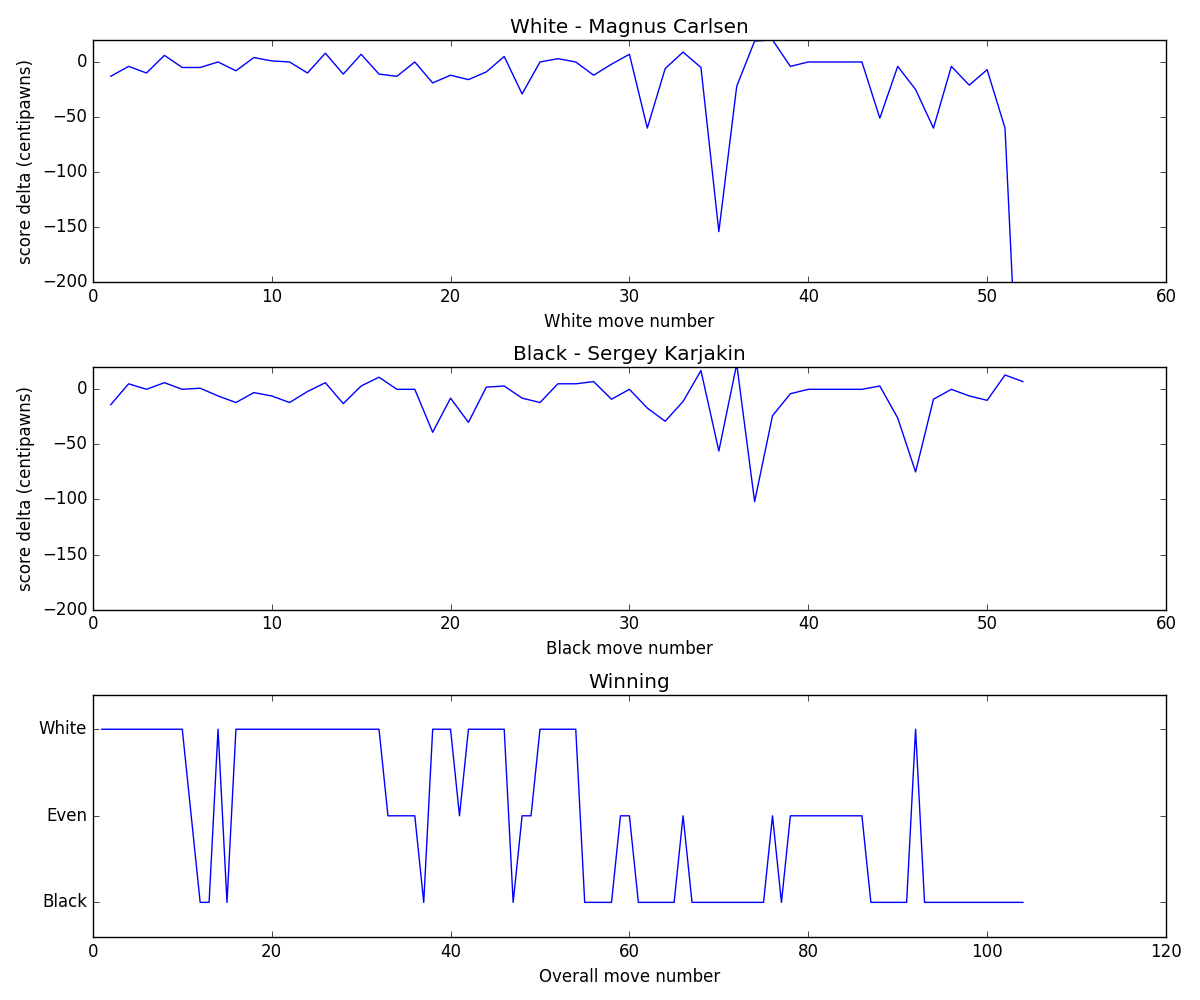 White - Magnus Carlsen
score delta (centipawns)
0
−50
−100
−150
−200
0 10 20 30 40 50 60
White move number
Black - Sergey Karjakin
score delta (centipawns)
0
−50
−100
−150
−200
0 10 20 30 40 50 60
Black move number
Winning
White
Even
Black
0 20 40 60 80 100 120
Overall move number